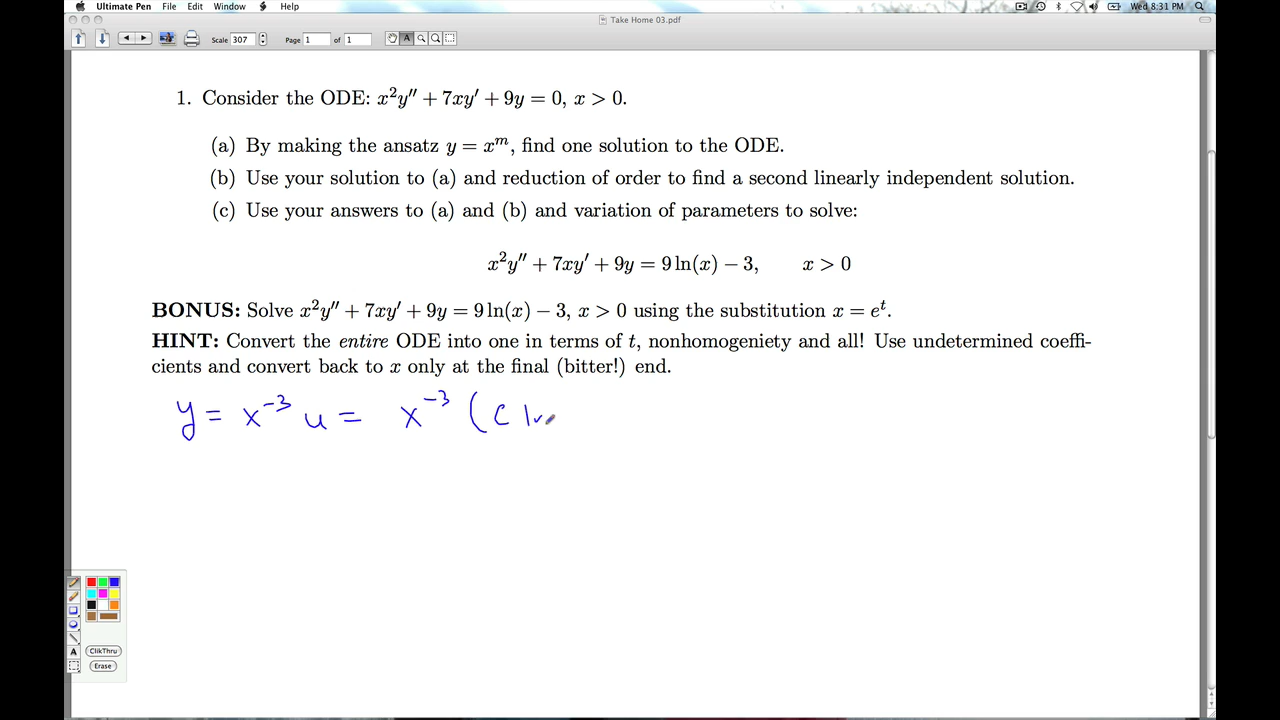 Ultimate Pen File Edit Window Help Wed 8:31 PM
Take Home 03.pdf
Scale 307 Page 1 of 1 A
1. Consider the ODE: x²y″ + 7xy′ + 9y = 0, x > 0.
(a) By making the ansatz y = xᵐ, find one solution to the ODE.
(b) Use your solution to (a) and reduction of order to find a second linearly independent solution.
(c) Use your answers to (a) and (b) and variation of parameters to solve:
x²y″ + 7xy′ + 9y = 9 ln(x) − 3, x > 0
BONUS: Solve x²y″ + 7xy′ + 9y = 9 ln(x) − 3, x > 0 using the substitution x = eᵗ.
HINT: Convert the entire ODE into one in terms of t, nonhomogeniety and all! Use undetermined coeffi-
cients and convert back to x only at the final (bitter!) end.
y = x⁻³ u = x⁻³ (c ln
A ClikThru
Erase